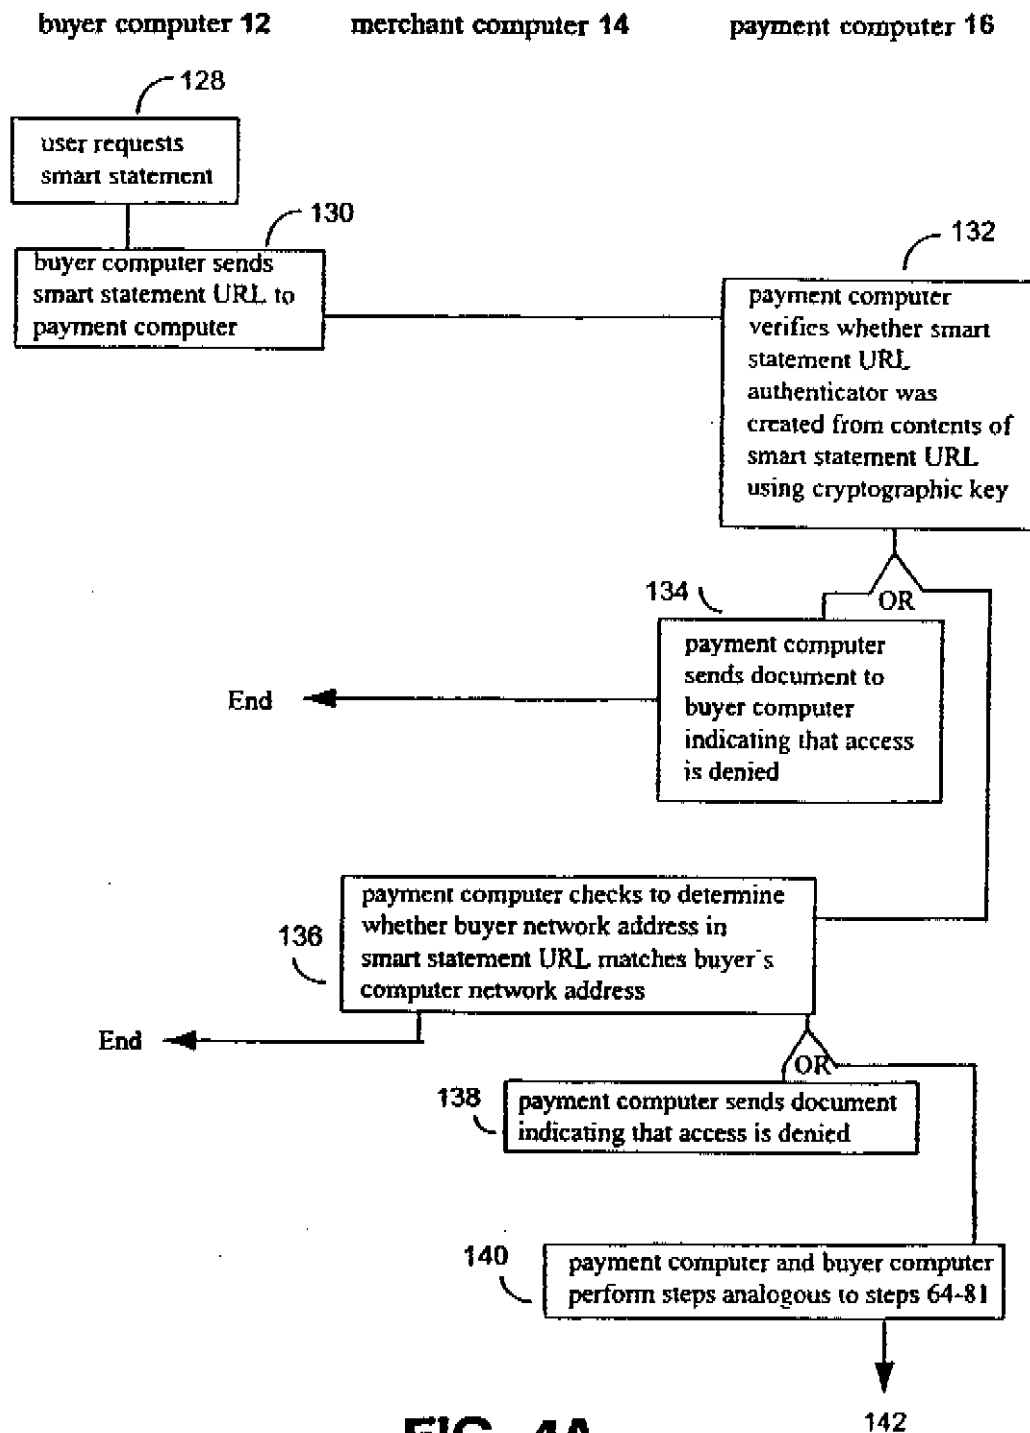 buyer computer 12 merchant computer 14 payment computer 16
128
user requests
smart statement
130
buyer computer sends
smart statement URL to
payment computer
132
payment computer
verifies whether smart
statement URL
authenticator was
created from contents of
smart statement URL
using cryptographic key
OR
134
payment computer
sends document to
buyer computer
indicating that access
is denied
End
136
payment computer checks to determine
whether buyer network address in
smart statement URL matches buyer's
computer network address
End
OR
138
payment computer sends document
indicating that access is denied
140
payment computer and buyer computer
perform steps analogous to steps 64-81
142
FIG. 4A